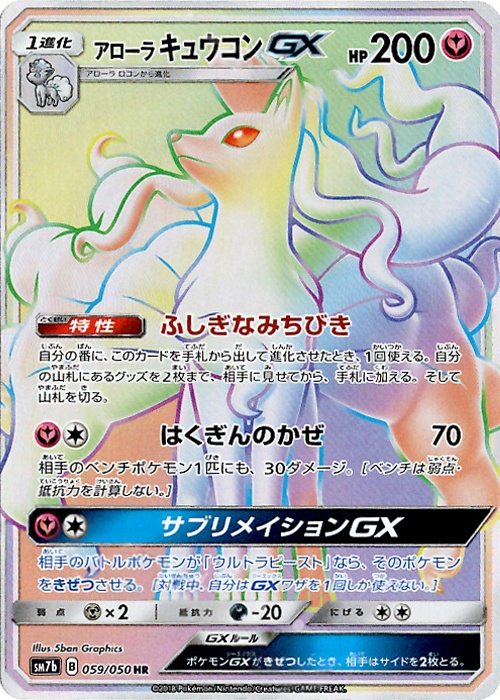 1進化 アローラ キュウコンGX HP200
アローラ ロコンから進化
とくせい
特性 ふしぎなみちびき
自分の番に、このカードを手札から出して進化させたとき、1回使える。自分
の山札にあるグッズを2枚まで、相手に見せてから、手札に加える。そして
山札を切る。
はくぎんのかぜ 70
相手のベンチポケモン1匹にも、30ダメージ。[ベンチは弱点・
抵抗力を計算しない。]
サブリメイションGX
相手のバトルポケモンが「ウルトラビースト」なら、そのポケモン
をきぜつさせる。[対戦中、自分はGXワザを1回しか使えない。]
弱点 ×2 抵抗力 -20 にげる
Illus. 5ban Graphics
GXルール
sm7b B 059/050 HR
ポケモンGXがきぜつしたとき、相手はサイドを2枚とる。
©2018 Pokémon/Nintendo/Creatures/GAME FREAK.